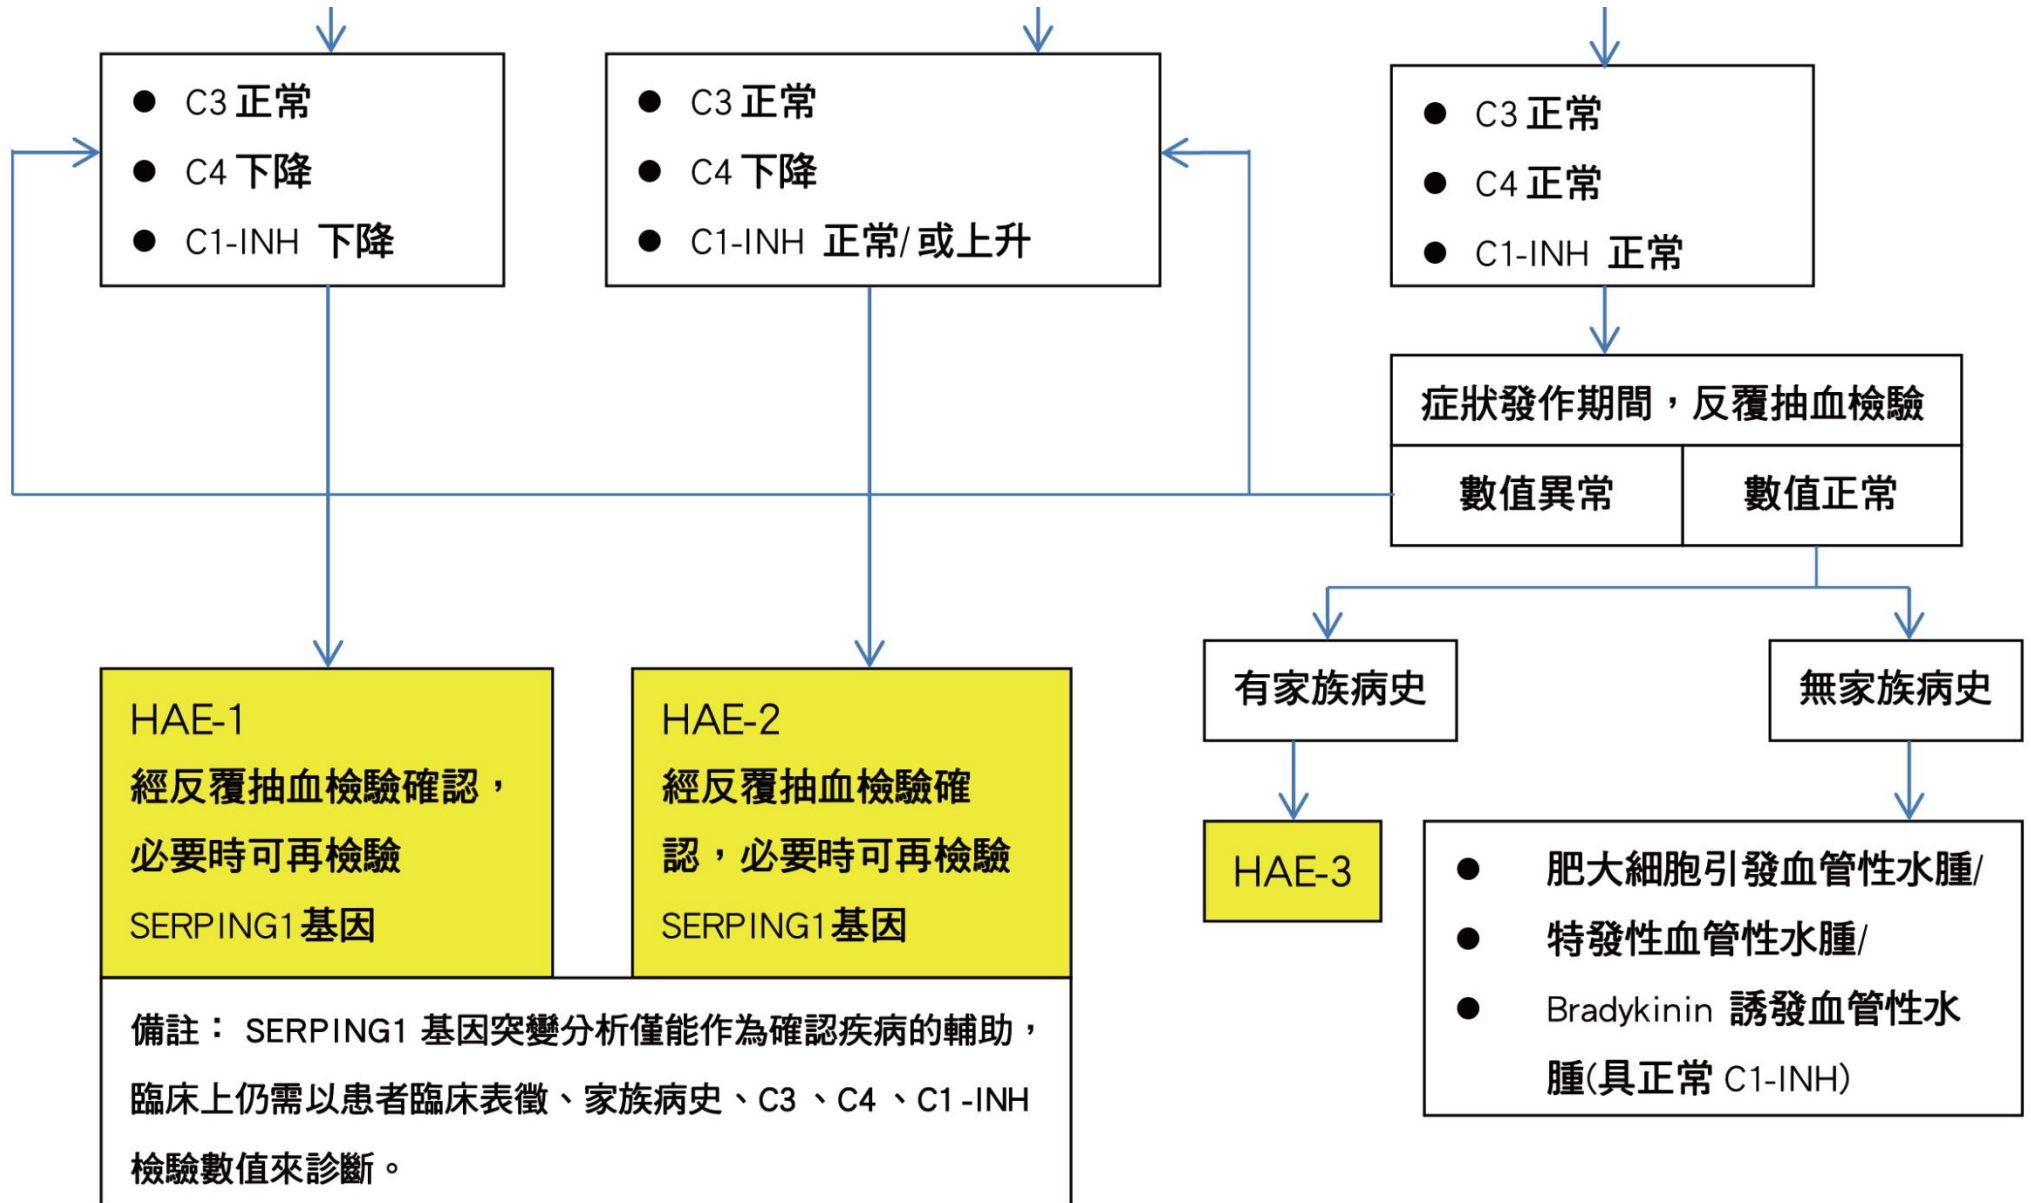 ● C3 正常
● C4 下降
● C1-INH 下降
● C3 正常
● C4 下降
● C1-INH 正常/或上升
● C3 正常
● C4 正常
● C1-INH 正常
症狀發作期間，反覆抽血檢驗
數值異常
數值正常
有家族病史
無家族病史
HAE-1
經反覆抽血檢驗確認，
必要時可再檢驗
SERPING1基因
HAE-2
經反覆抽血檢驗確
認，必要時可再檢驗
SERPING1基因
HAE-3
● 肥大細胞引發血管性水腫/
● 特發性血管性水腫/
● Bradykinin 誘發血管性水
腫(具正常 C1-INH)
備註： SERPING1 基因突變分析僅能作為確認疾病的輔助，
臨床上仍需以患者臨床表徵、家族病史、C3 、C4 、C1-INH
檢驗數值來診斷。